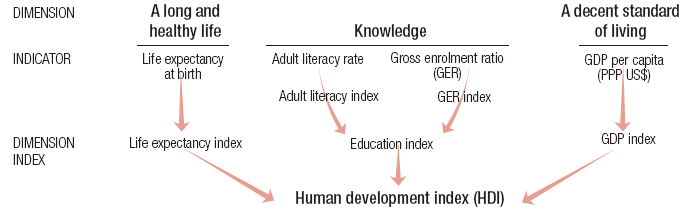 DIMENSION
A long and
healthy life
Knowledge
A decent standard
of living
INDICATOR
Life expectancy
at birth
Adult literacy rate
Gross enrolment ratio
(GER)
GDP per capita
(PPP US$)
Adult literacy index
GER index
DIMENSION
INDEX
Life expectancy index
Education index
GDP index
Human development index (HDI)